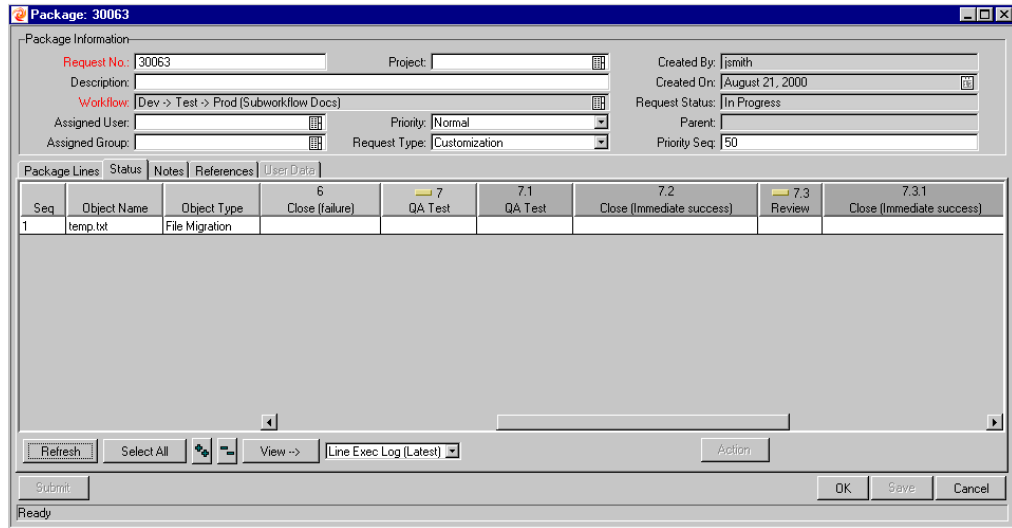 Package: 30063
Package Information
Request No.: 30063 Project: Created By: jsmith
Description: Created On: August 21, 2000
Workflow: Dev -> Test -> Prod (Subworkflow Docs) Request Status: In Progress
Assigned User: Priority: Normal Parent:
Assigned Group: Request Type: Customization Priority Seq: 50
Package Lines Status Notes References User Data
6 7 7.1 7.2 7.3 7.3.1
Seq Object Name Object Type Close (failure) QA Test QA Test Close (Immediate success) Review Close (Immediate success)
1 temp.txt File Migration
Refresh Select All View --> Line Exec Log (Latest) Action
Submit OK Save Cancel
Ready